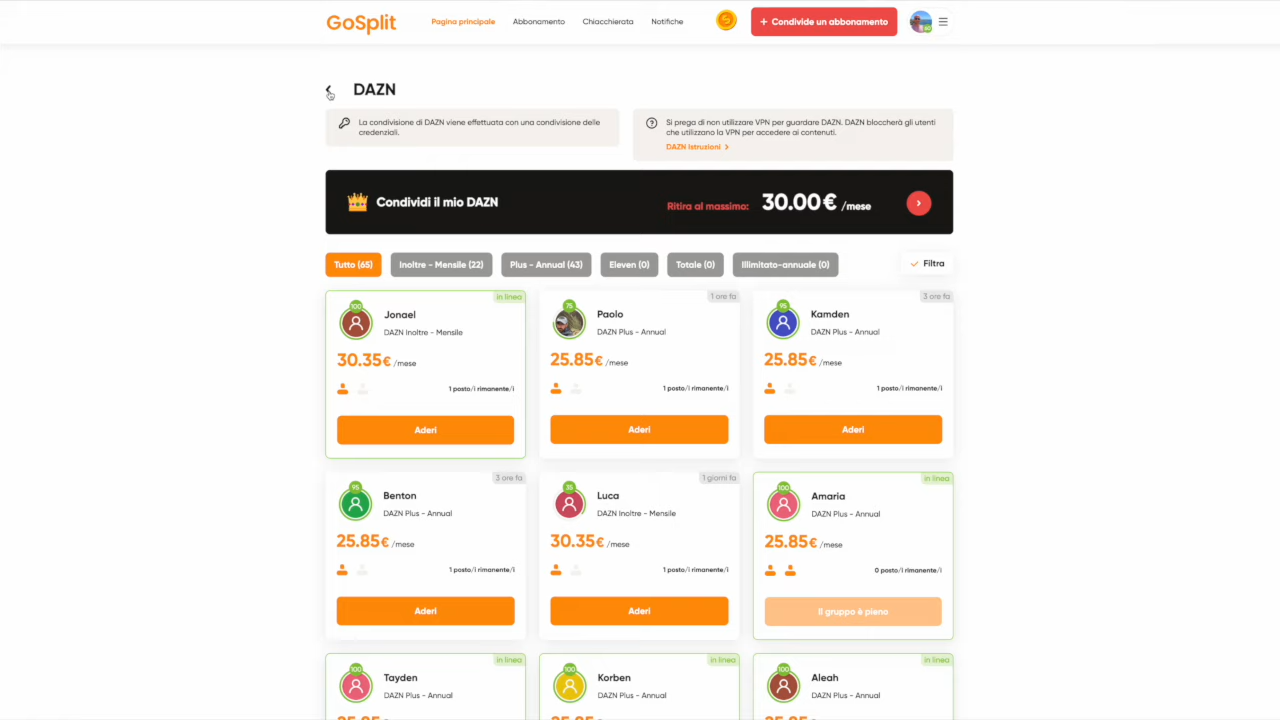 GoSplit
Pagina principale
Abbonamento
Chiacchierata
Notifiche
+ Condivide un abbonamento
DAZN
La condivisione di DAZN viene effettuata con una condivisione delle
credenziali.
Si prega di non utilizzare VPN per guardare DAZN. DAZN bloccherà gli utenti
che utilizzano la VPN per accedere ai contenuti.
DAZN Istruzioni >
Condividi il mio DAZN
Ritira al massimo: 30.00€ /mese
Tutto (65)
Inoltre - Mensile (22)
Plus - Annual (43)
Eleven (0)
Totale (0)
Illimitato-annuale (0)
Filtra
in linea
100
Jonael
DAZN Inoltre - Mensile
30.35€ /mese
1 posto/i rimanente/i
Aderi
1 ore fa
75
Paolo
DAZN Plus - Annual
25.85€ /mese
1 posto/i rimanente/i
Aderi
3 ore fa
95
Kamden
DAZN Plus - Annual
25.85€ /mese
1 posto/i rimanente/i
Aderi
3 ore fa
95
Benton
DAZN Plus - Annual
25.85€ /mese
1 posto/i rimanente/i
Aderi
1 giorni fa
35
Luca
DAZN Inoltre - Mensile
30.35€ /mese
1 posto/i rimanente/i
Aderi
in linea
100
Amaria
DAZN Plus - Annual
25.85€ /mese
0 posto/i rimanente/i
Il gruppo è pieno
in linea
100
Tayden
DAZN Plus - Annual
in linea
100
Korben
DAZN Plus - Annual
in linea
100
Aleah
DAZN Plus - Annual